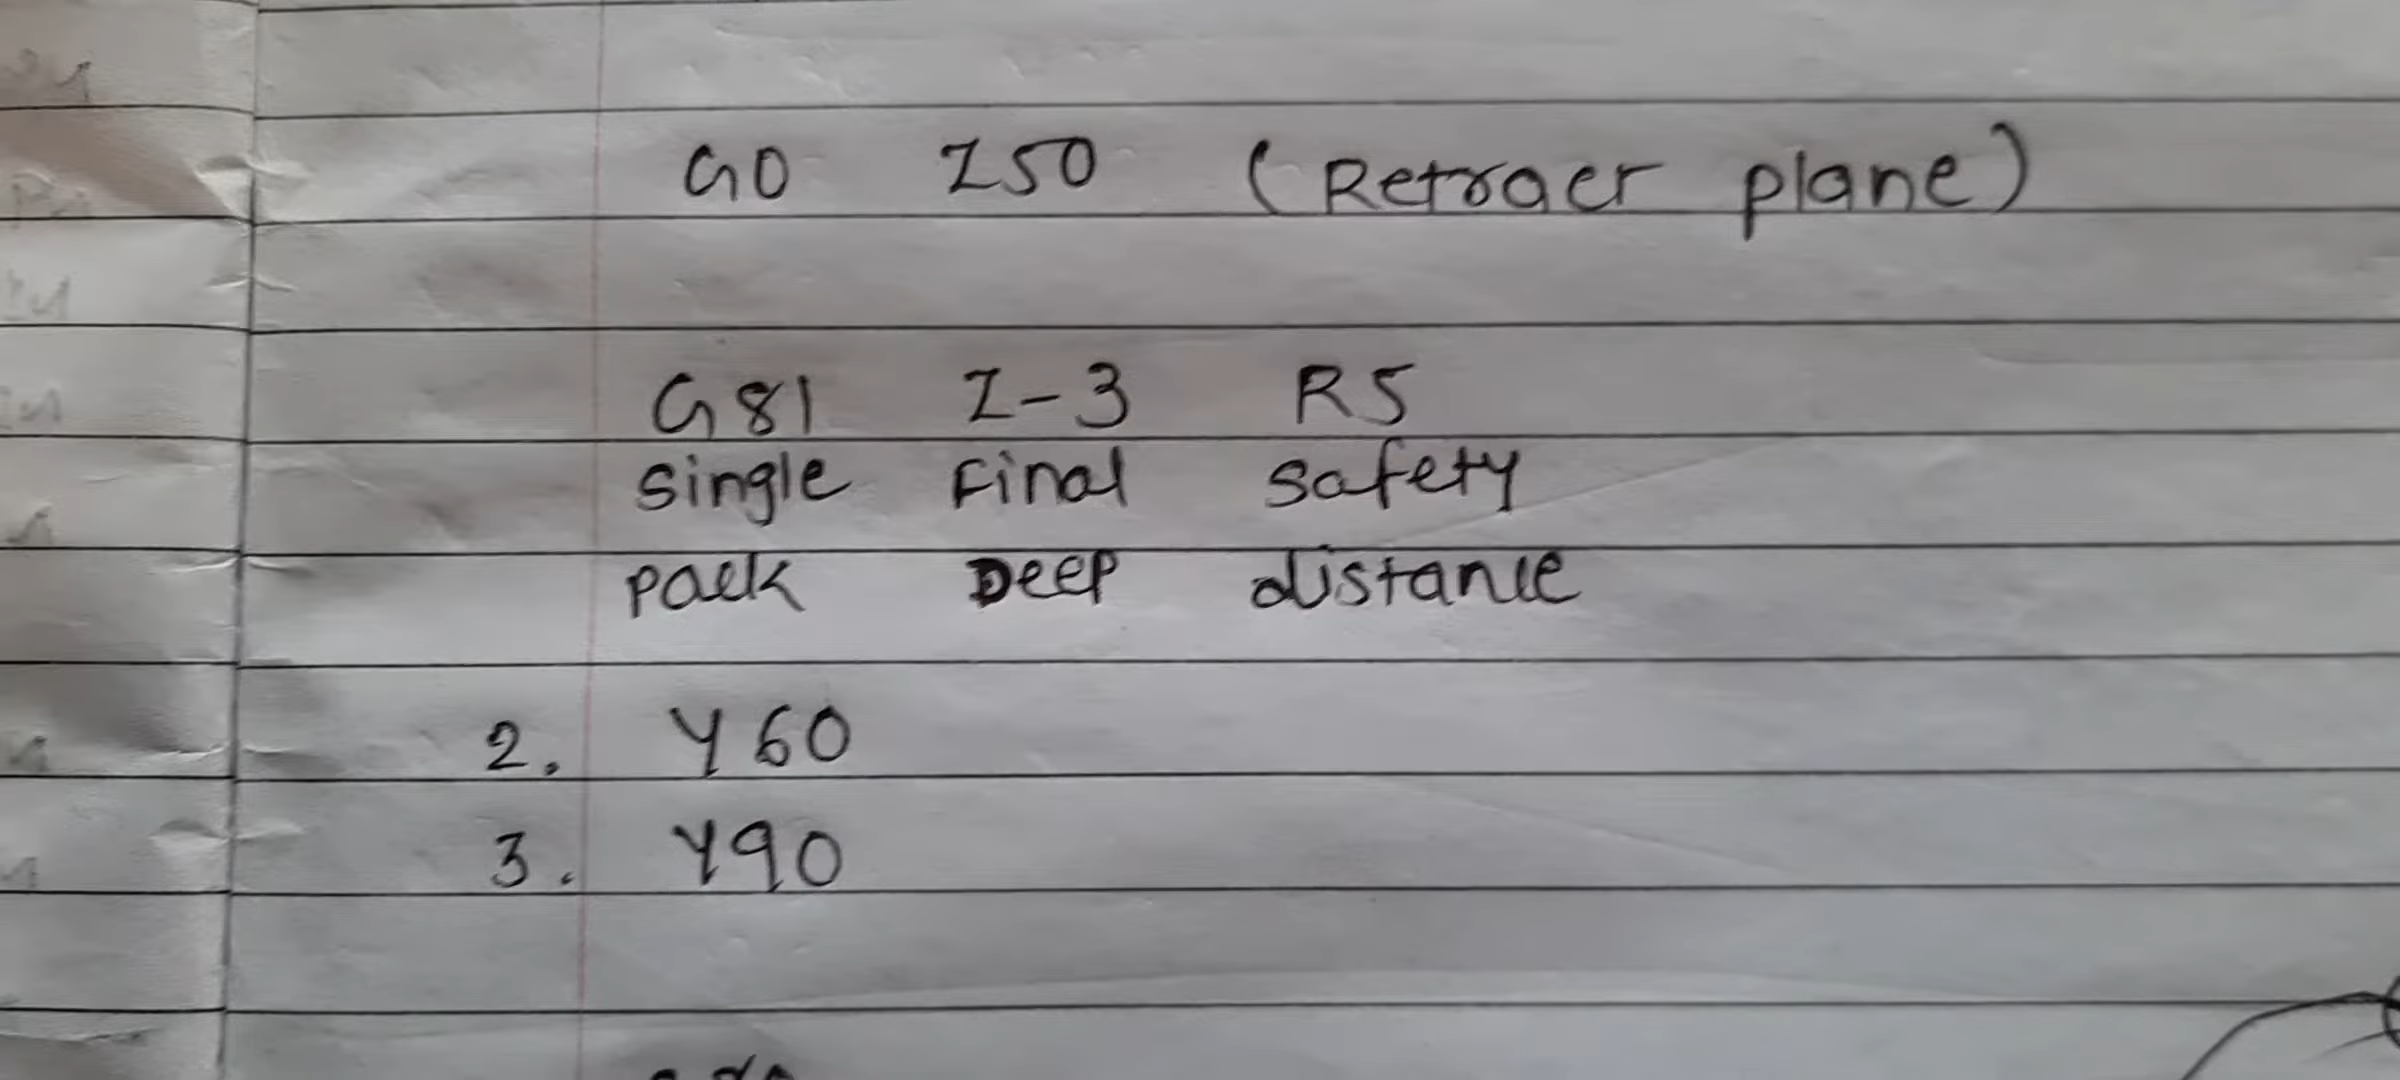 G0 Z50 (Retracr plane)
G81 Z-3 R5
single Final safety
pack Deep distance
2. Y60
3. Y90